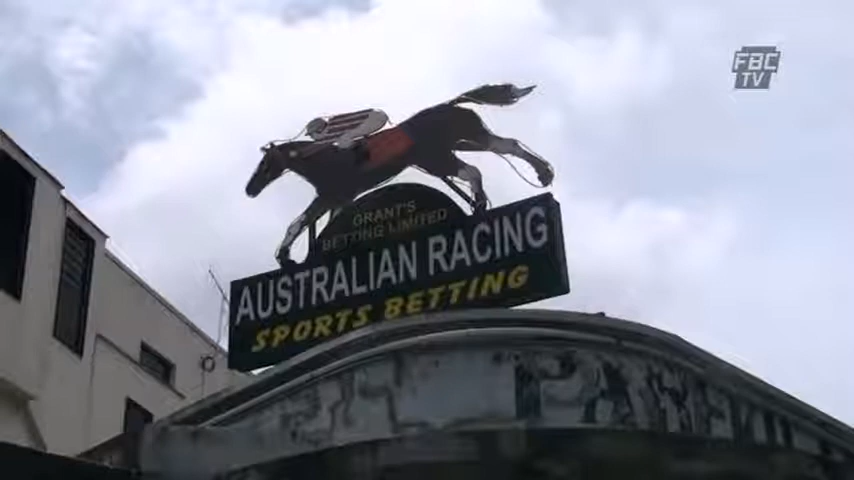 FBC
TV
GRANT'S
BETTING LIMITED
AUSTRALIAN RACING
SPORTS BETTING